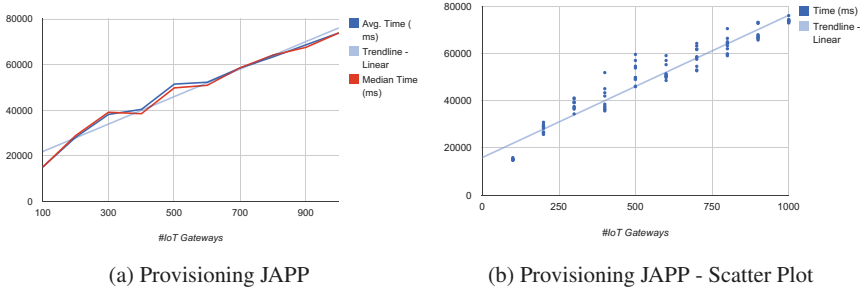 80000
60000
40000
20000
0
100
300
500
700
900
#IoT Gateways
Avg. Time (
ms)
Trendline -
Linear
Median Time
(ms)
(a) Provisioning JAPP
80000
60000
40000
20000
0
0
250
500
750
1000
#IoT Gateways
Time (ms)
Trendline -
Linear
(b) Provisioning JAPP - Scatter Plot